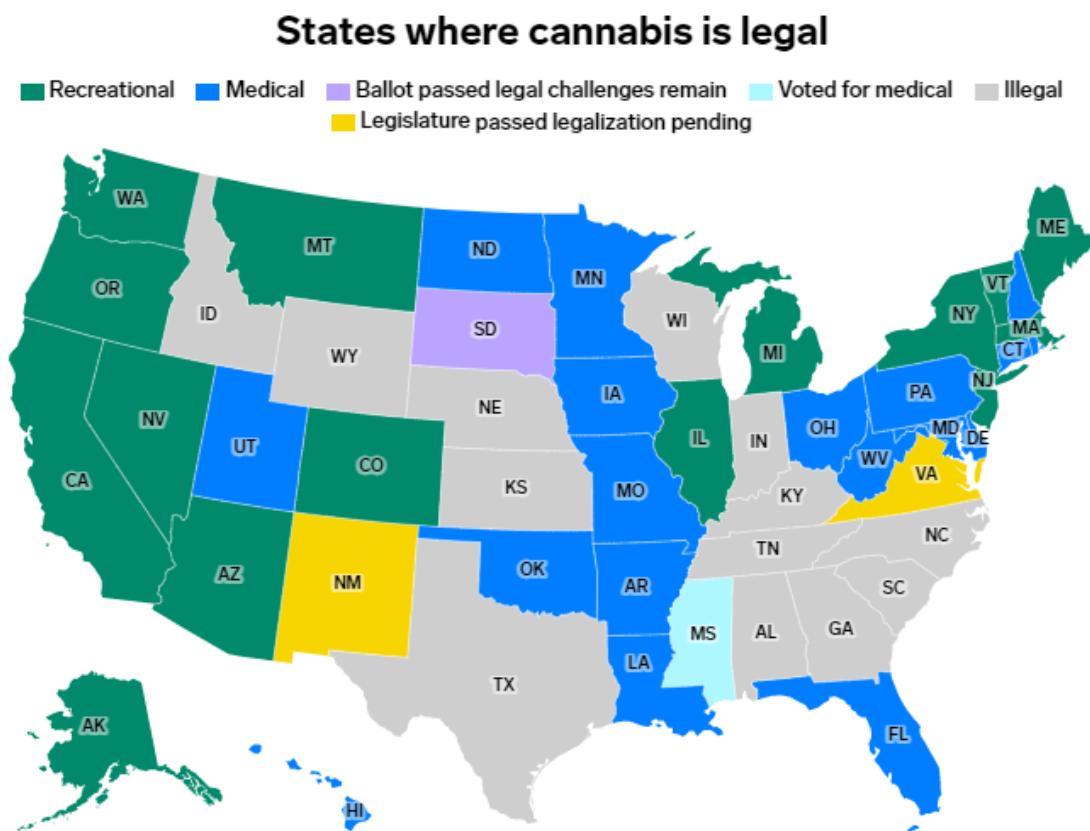 States where cannabis is legal
Recreational Medical Ballot passed legal challenges remain Voted for medical Illegal
Legislature passed legalization pending
WA
MT
ND
MN
ME
OR
ID
SD
WI
VT
NY
MA
WY
MI
CT
NV
NE
IA
PA
NJ
UT
CO
IL
IN
OH
MD
DE
CA
KS
MO
WV
VA
KY
AZ
NM
OK
TN
NC
AR
SC
MS
AL
GA
TX
LA
AK
FL
HI